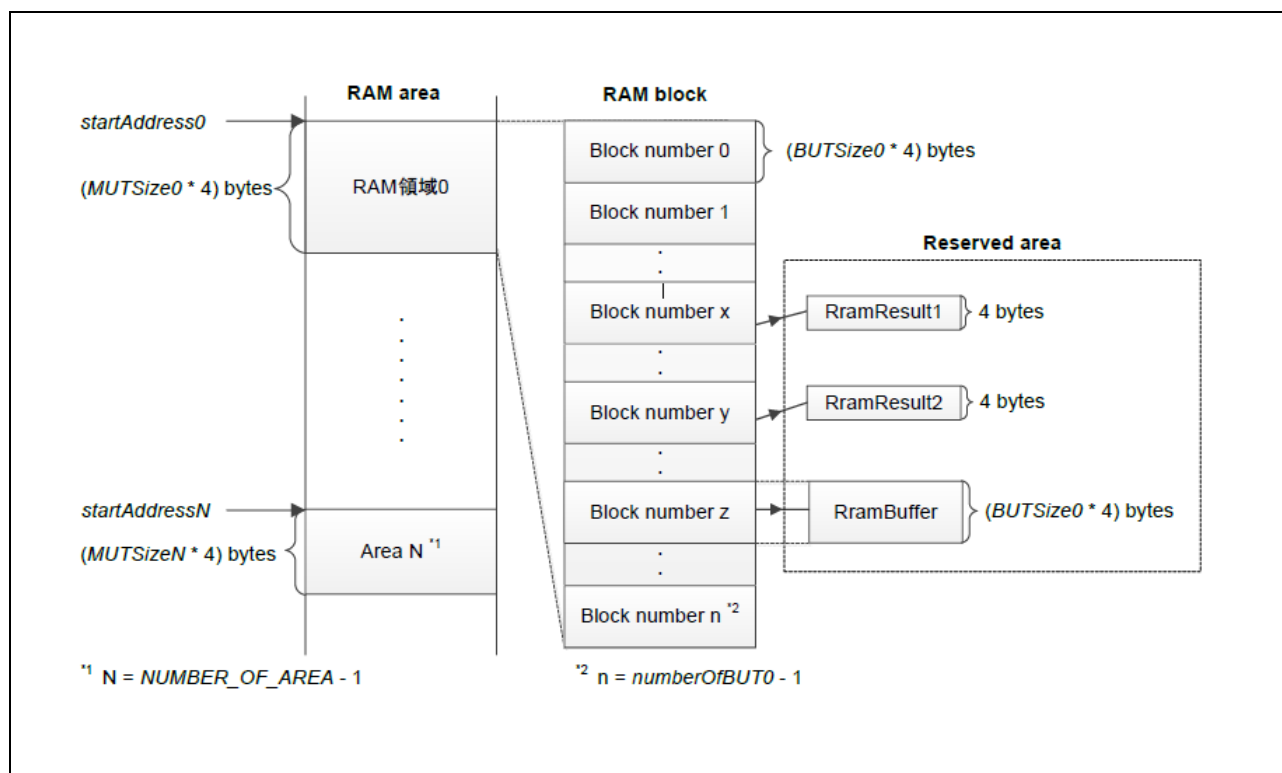 RAM area
RAM block
startAddress0
(MUTSize0 * 4) bytes
RAM領域0
Block number 0
(BUTSize0 * 4) bytes
Block number 1
Reserved area
Block number x
RramResult1
4 bytes
Block number y
RramResult2
4 bytes
startAddressN
(MUTSizeN * 4) bytes
Area N *1
Block number z
RramBuffer
(BUTSize0 * 4) bytes
Block number n *2
*1 N = NUMBER_OF_AREA - 1
*2 n = numberOfBUT0 - 1